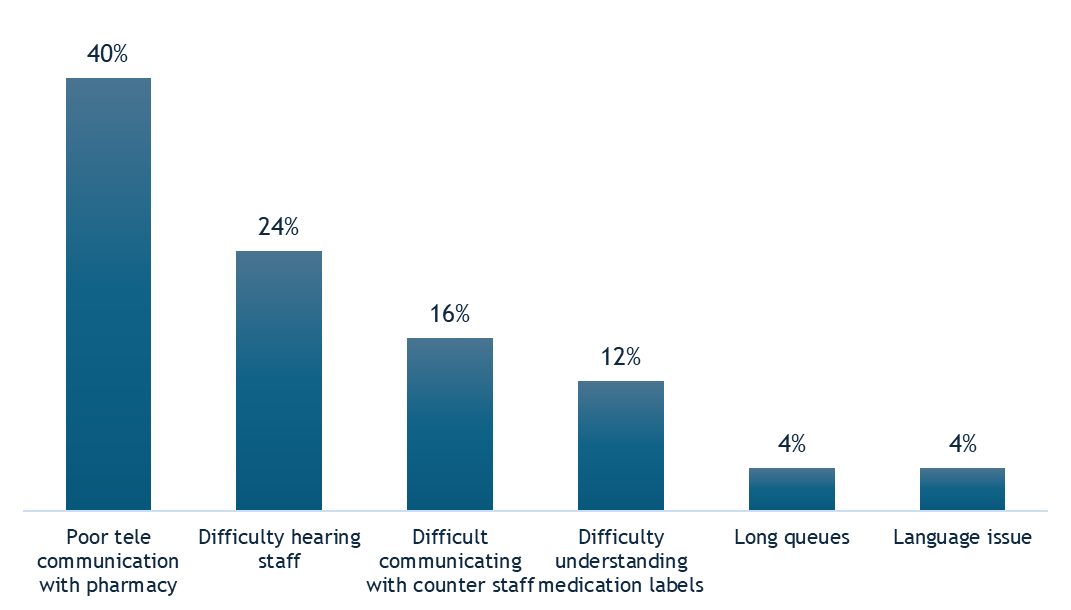 40%
24%
16%
12%
4%
4%
Poor tele
communication
with pharmacy
Difficulty hearing
staff
Difficult
communicating
with counter staff
Difficulty
understanding
medication labels
Long queues
Language issue